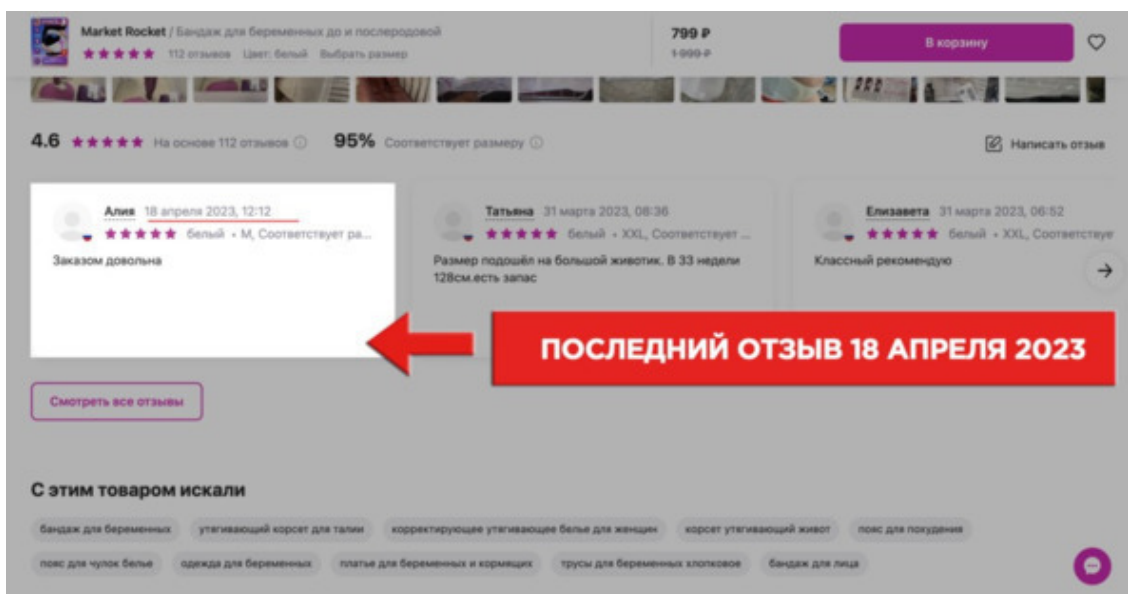 Market Rocket / Бандаж для беременных до и послеродовой
112 отзывов Цвет: белый Выбрать размер
799 ₽
1 999 ₽
В корзину
4.6 На основе 112 отзывов 95% Соответствует размеру
Написать отзыв
Алия 18 апреля 2023, 12:12
белый • M, Соответствует ра...
Заказом довольна
Татьяна 31 марта 2023, 08:36
белый • XXL, Соответствует ...
Размер подошёл на большой животик. В 33 недели
128см.есть запас
Елизавета 31 марта 2023, 06:52
белый • XXL, Соответствуе
Классный рекомендую
ПОСЛЕДНИЙ ОТЗЫВ 18 АПРЕЛЯ 2023
Смотреть все отзывы
С этим товаром искали
бандаж для беременных утягивающий корсет для талии корректирующее утягивающее белье для женщин корсет утягивающий живот пояс для похудения
пояс для чулок белье одежда для беременных платье для беременных и кормящих трусы для беременных хлопковое бандаж для лица